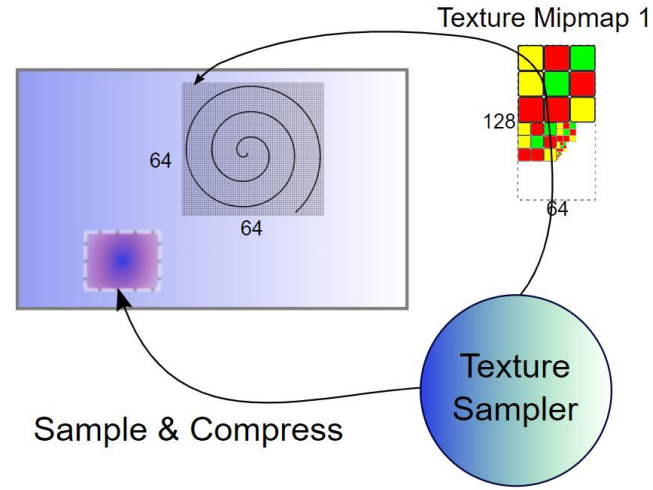 Texture Mipmap 1
128
64
64
64
Texture
Sampler
Sample & Compress